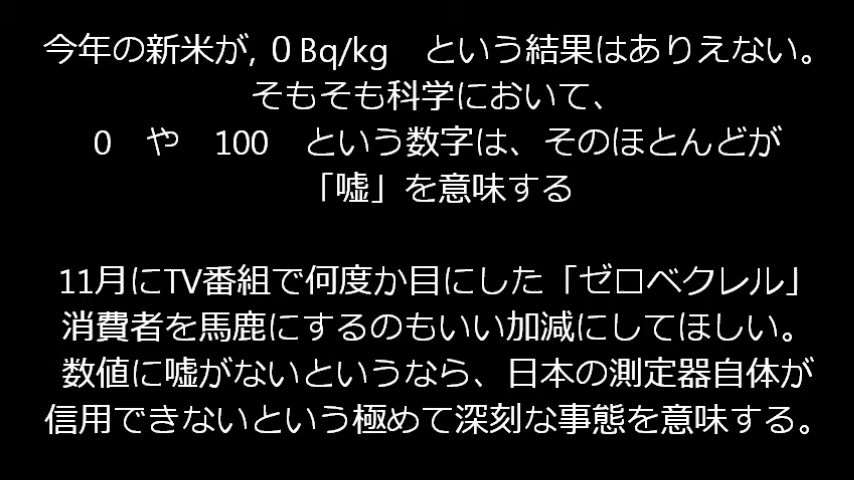 今年の新米が, 0 Bq/kg　という結果はありえない。
そもそも科学において、
0　や　100　という数字は、そのほとんどが
「嘘」を意味する
11月にTV番組で何度か目にした「ゼロベクレル」
消費者を馬鹿にするのもいい加減にしてほしい。
数値に嘘がないというなら、日本の測定器自体が
信用できないという極めて深刻な事態を意味する。